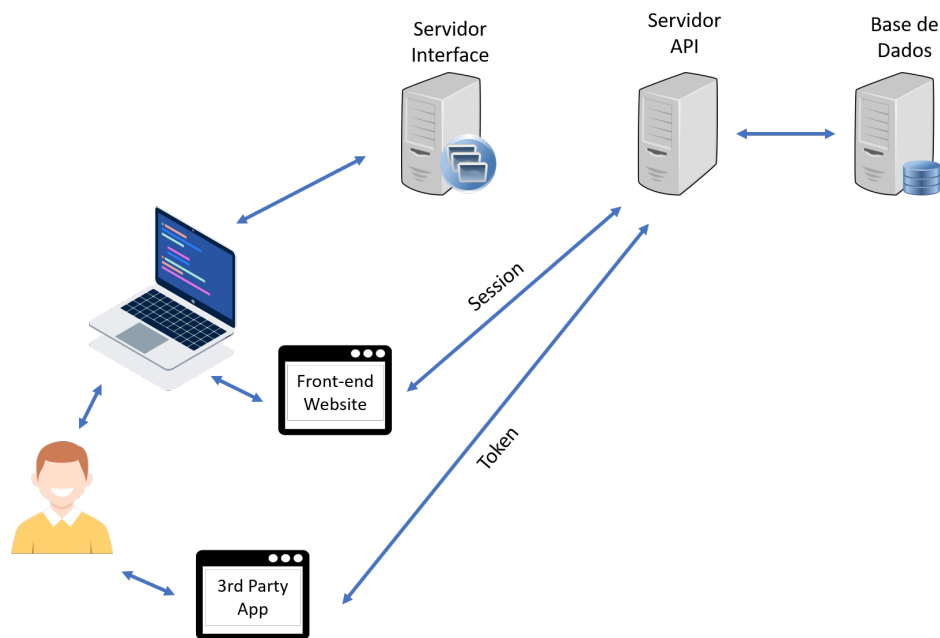 Servidor
Interface
Servidor
API
Base de
Dados
Session
Front-end
Website
Token
3rd Party
App